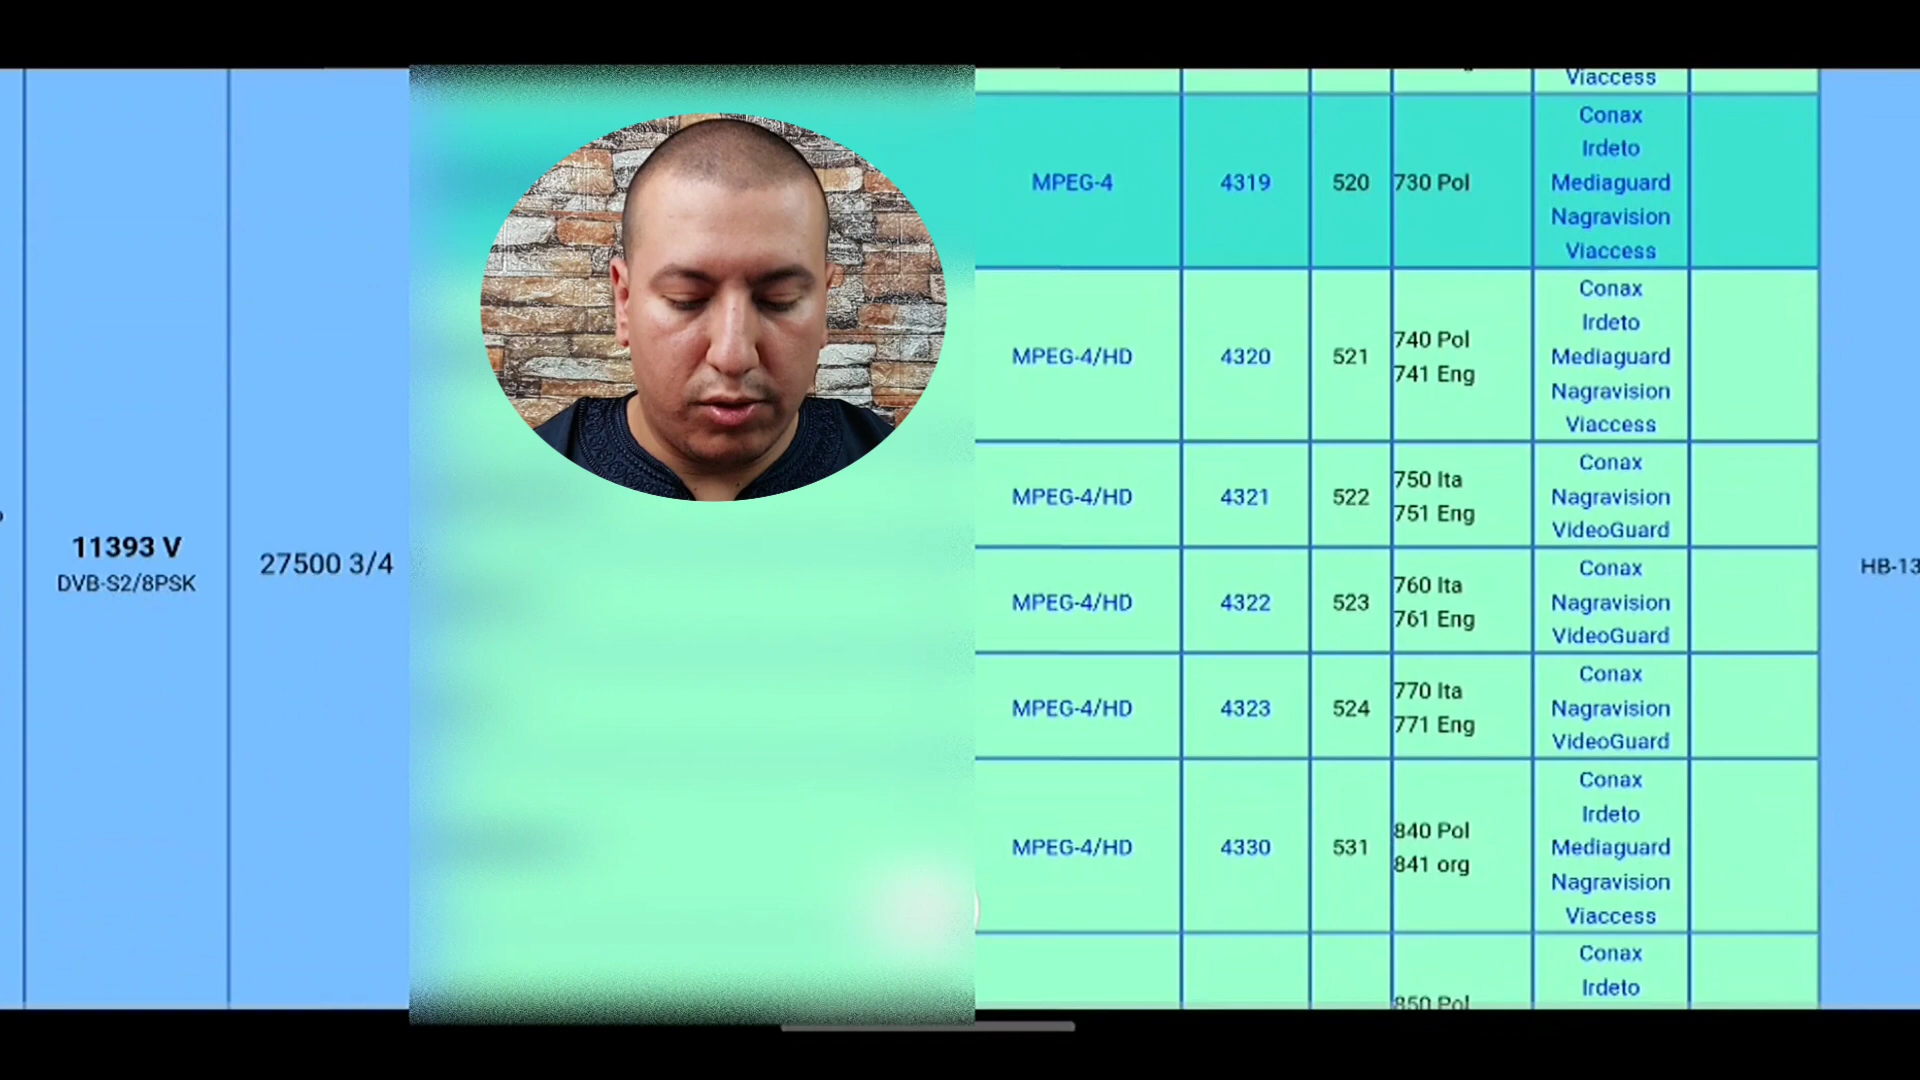 Viaccess
11393 V
DVB-S2/8PSK
27500 3/4
MPEG-4 4319 520 730 Pol
Conax
Irdeto
Mediaguard
Nagravision
Viaccess
MPEG-4/HD 4320 521
740 Pol
741 Eng
Conax
Irdeto
Mediaguard
Nagravision
Viaccess
MPEG-4/HD 4321 522
750 Ita
751 Eng
Conax
Nagravision
VideoGuard
MPEG-4/HD 4322 523
760 Ita
761 Eng
Conax
Nagravision
VideoGuard
MPEG-4/HD 4323 524
770 Ita
771 Eng
Conax
Nagravision
VideoGuard
MPEG-4/HD 4330 531
840 Pol
841 org
Conax
Irdeto
Mediaguard
Nagravision
Viaccess
850 Pol
Conax
Irdeto
HB-13